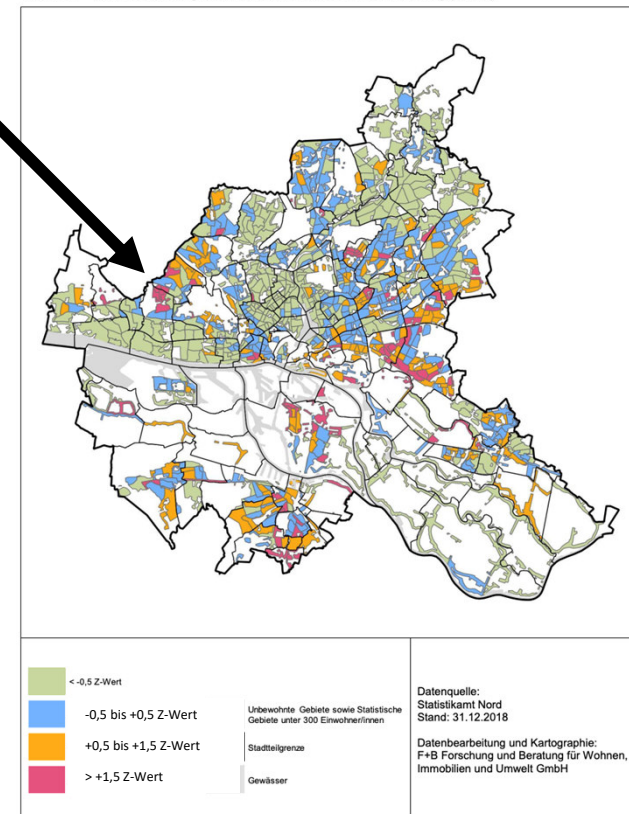 < -0,5 Z-Wert
-0,5 bis +0,5 Z-Wert
+0,5 bis +1,5 Z-Wert
> +1,5 Z-Wert
Unbewohnte Gebiete sowie Statistische
Gebiete unter 300 Einwohner/innen
Stadtteilgrenze
Gewässer
Datenquelle:
Statistikamt Nord
Stand: 31.12.2018
Datenbearbeitung und Kartographie:
F+B Forschung und Beratung für Wohnen,
Immobilien und Umwelt GmbH